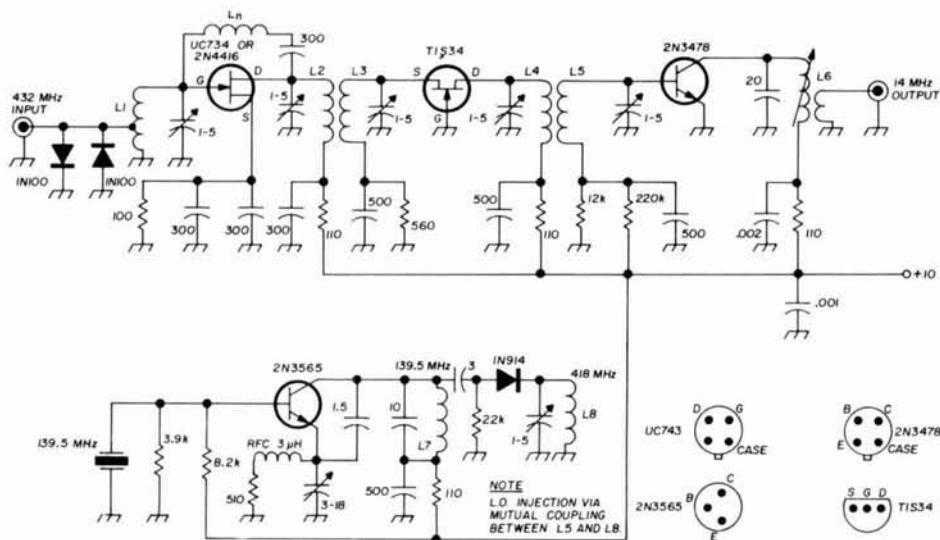 Ln
UC734 OR
2N4416
300
TIS34
2N3478
432 MHz
INPUT
L1
G
D
S
1-5
1-5
L2
L3
1-5
S
D
G
1-5
L4
L5
1-5
20
L6
14 MHz
OUTPUT
1N100
1N100
100
300
300
300
110
500
560
500
110
12k
220k
500
.002
110
+10
.001
2N3565
139.5 MHz
3
1N914
418 MHz
139.5 MHz
3.9k
8.2k
RFC 3 µH
510
1.5
3-18
10
L7
500
110
22k
1-5
L8
NOTE
L.O. INJECTION VIA
MUTUAL COUPLING
BETWEEN L5 AND L8.
D
G
UC743
S
CASE
B
C
2N3478
E
CASE
C
B
2N3565
E
S G D
TIS34